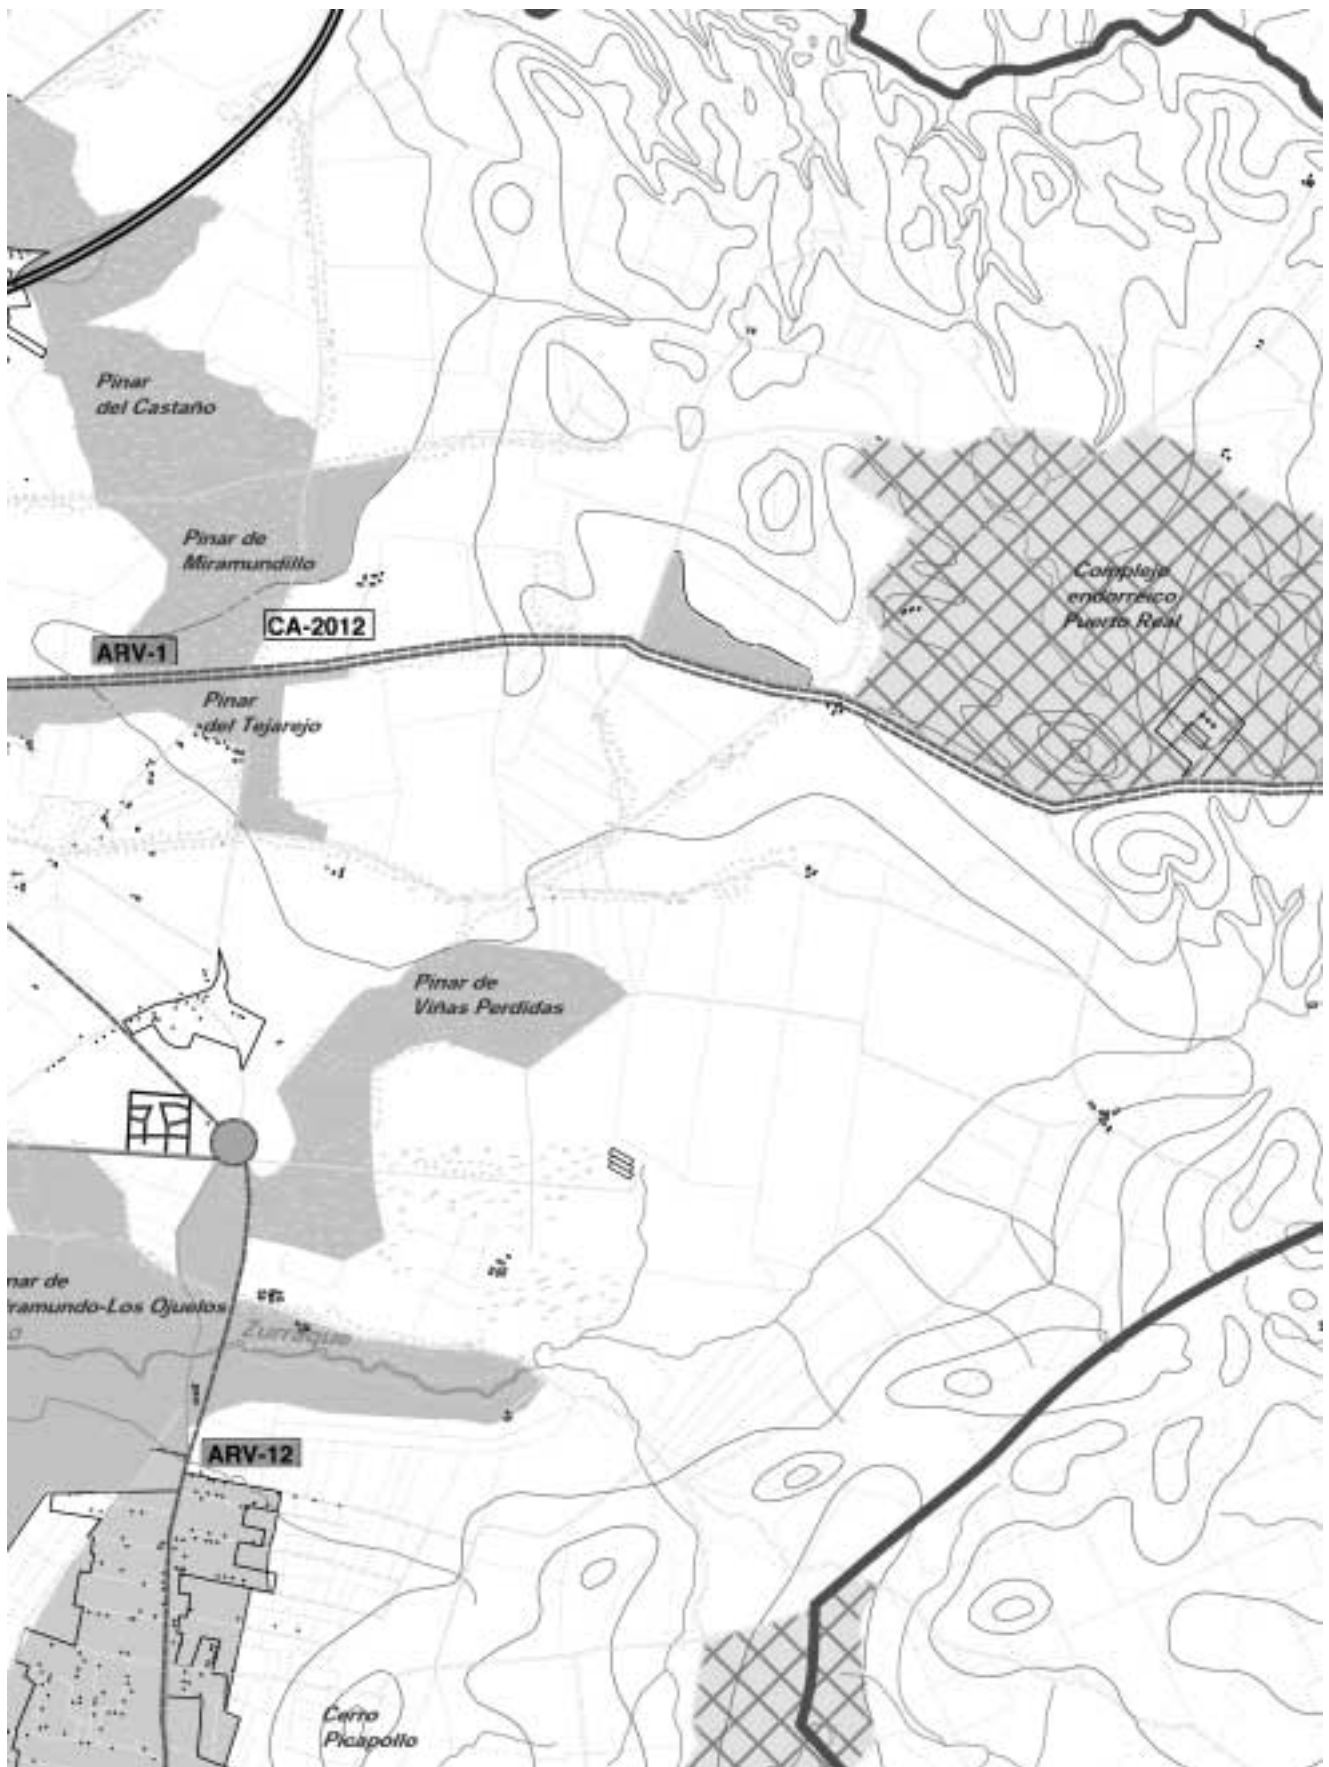 Pinar
del Castaño
Pinar de
Miramundillo
Complejo
endorreico
Puerto Real
CA-2012
ARV-1
Pinar
del Tejarejo
Pinar de
Viñas Perdidas
nar de
ramundo-Los Ojuelos
o
Zurraque
ARV-12
Cerro
Picapollo